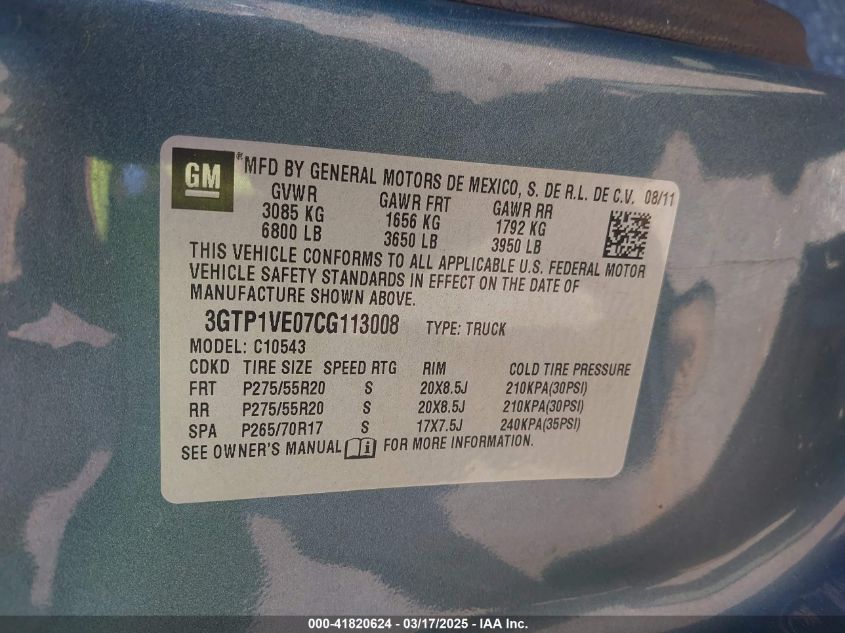 GM ® MFD BY GENERAL MOTORS DE MEXICO, S. DE R.L. DE C.V. 08/11
GVWR GAWR FRT GAWR RR
3085 KG 1656 KG 1792 KG
6800 LB 3650 LB 3950 LB
THIS VEHICLE CONFORMS TO ALL APPLICABLE U.S. FEDERAL MOTOR
VEHICLE SAFETY STANDARDS IN EFFECT ON THE DATE OF
MANUFACTURE SHOWN ABOVE.
3GTP1VE07CG113008 TYPE: TRUCK
MODEL: C10543
CDKD TIRE SIZE SPEED RTG RIM COLD TIRE PRESSURE
FRT P275/55R20 S 20X8.5J 210KPA(30PSI)
RR P275/55R20 S 20X8.5J 210KPA(30PSI)
SPA P265/70R17 S 17X7.5J 240KPA(35PSI)
SEE OWNER'S MANUAL i FOR MORE INFORMATION.
000-41820624 - 03/17/2025 - IAA Inc.